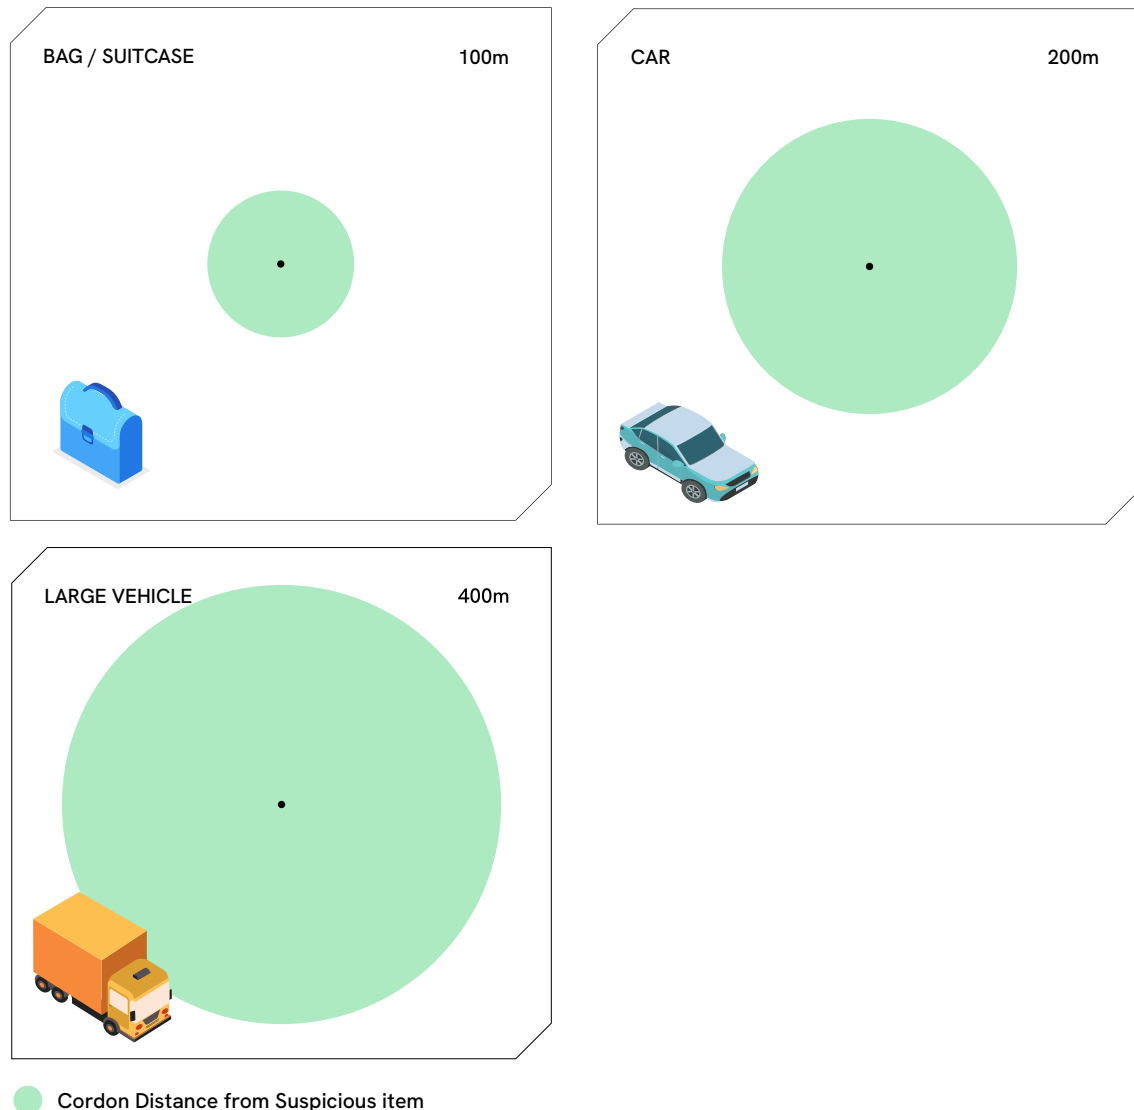 BAG / SUITCASE
100m
CAR
200m
LARGE VEHICLE
400m
Cordon Distance from Suspicious item